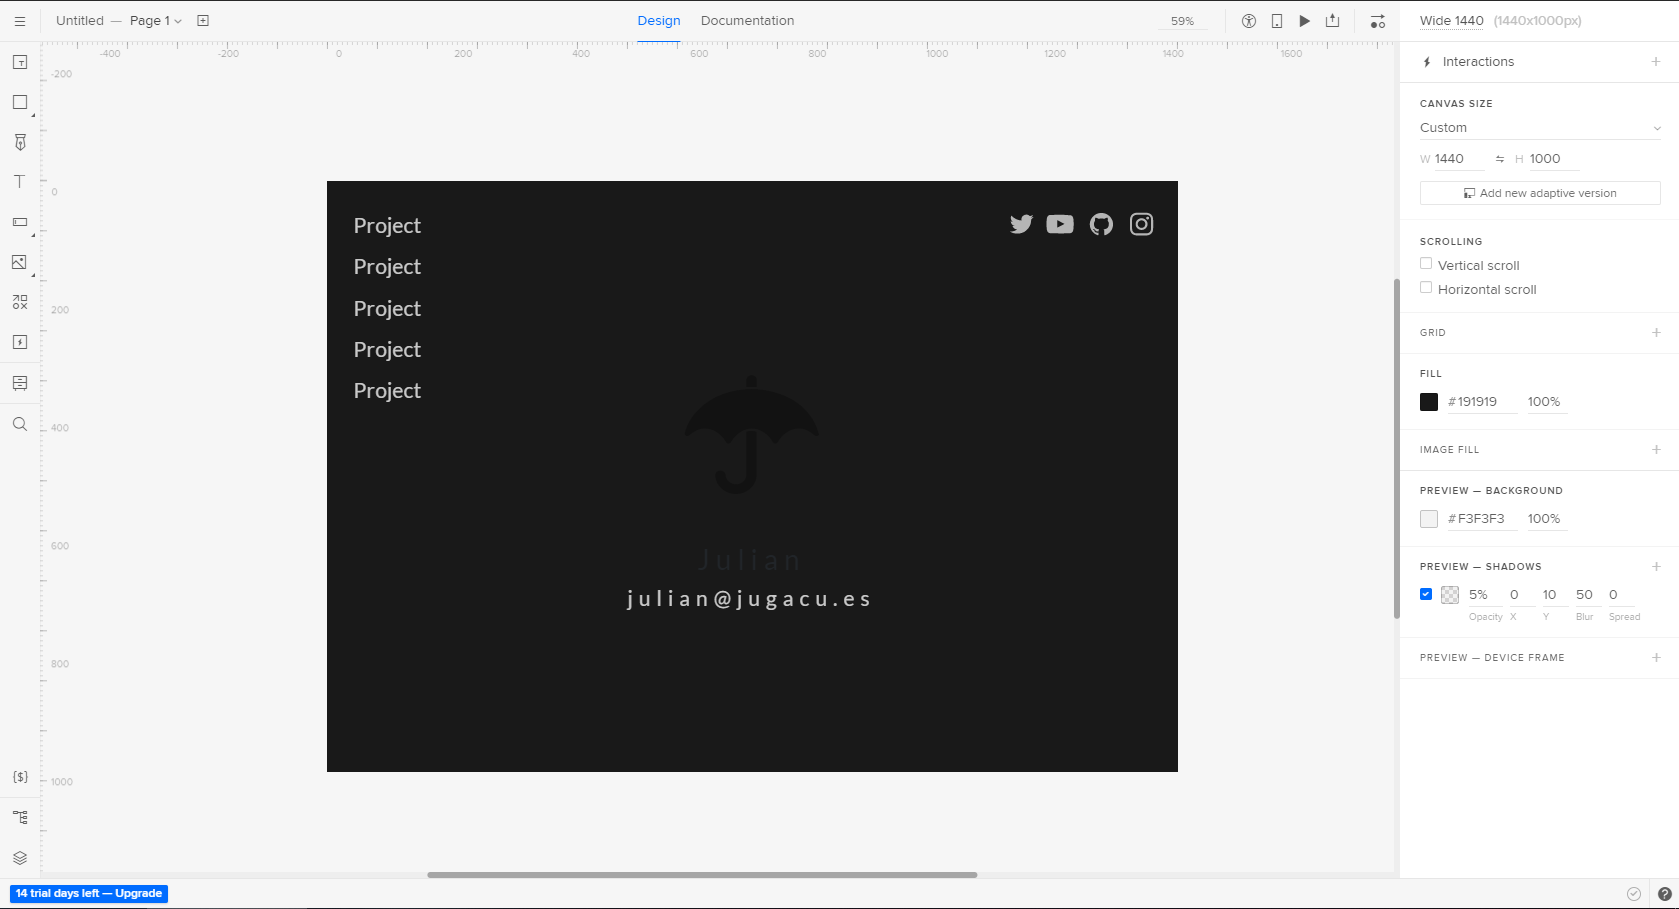 Untitled — Page 1
Design Documentation
59%
Wide 1440 (1440x1000px)
-400 -200 0 200 400 600 800 1000 1200 1400 1600
-200
0
200
400
600
800
1000
Project
Project
Project
Project
Project
Julian
julian@jugacu.es
{$}
14 trial days left — Upgrade
Interactions
CANVAS SIZE
Custom
W 1440 H 1000
Add new adaptive version
SCROLLING
Vertical scroll
Horizontal scroll
GRID
FILL
#191919 100%
IMAGE FILL
PREVIEW — BACKGROUND
#F3F3F3 100%
PREVIEW — SHADOWS
5% 0 10 50 0
Opacity X Y Blur Spread
PREVIEW — DEVICE FRAME
?